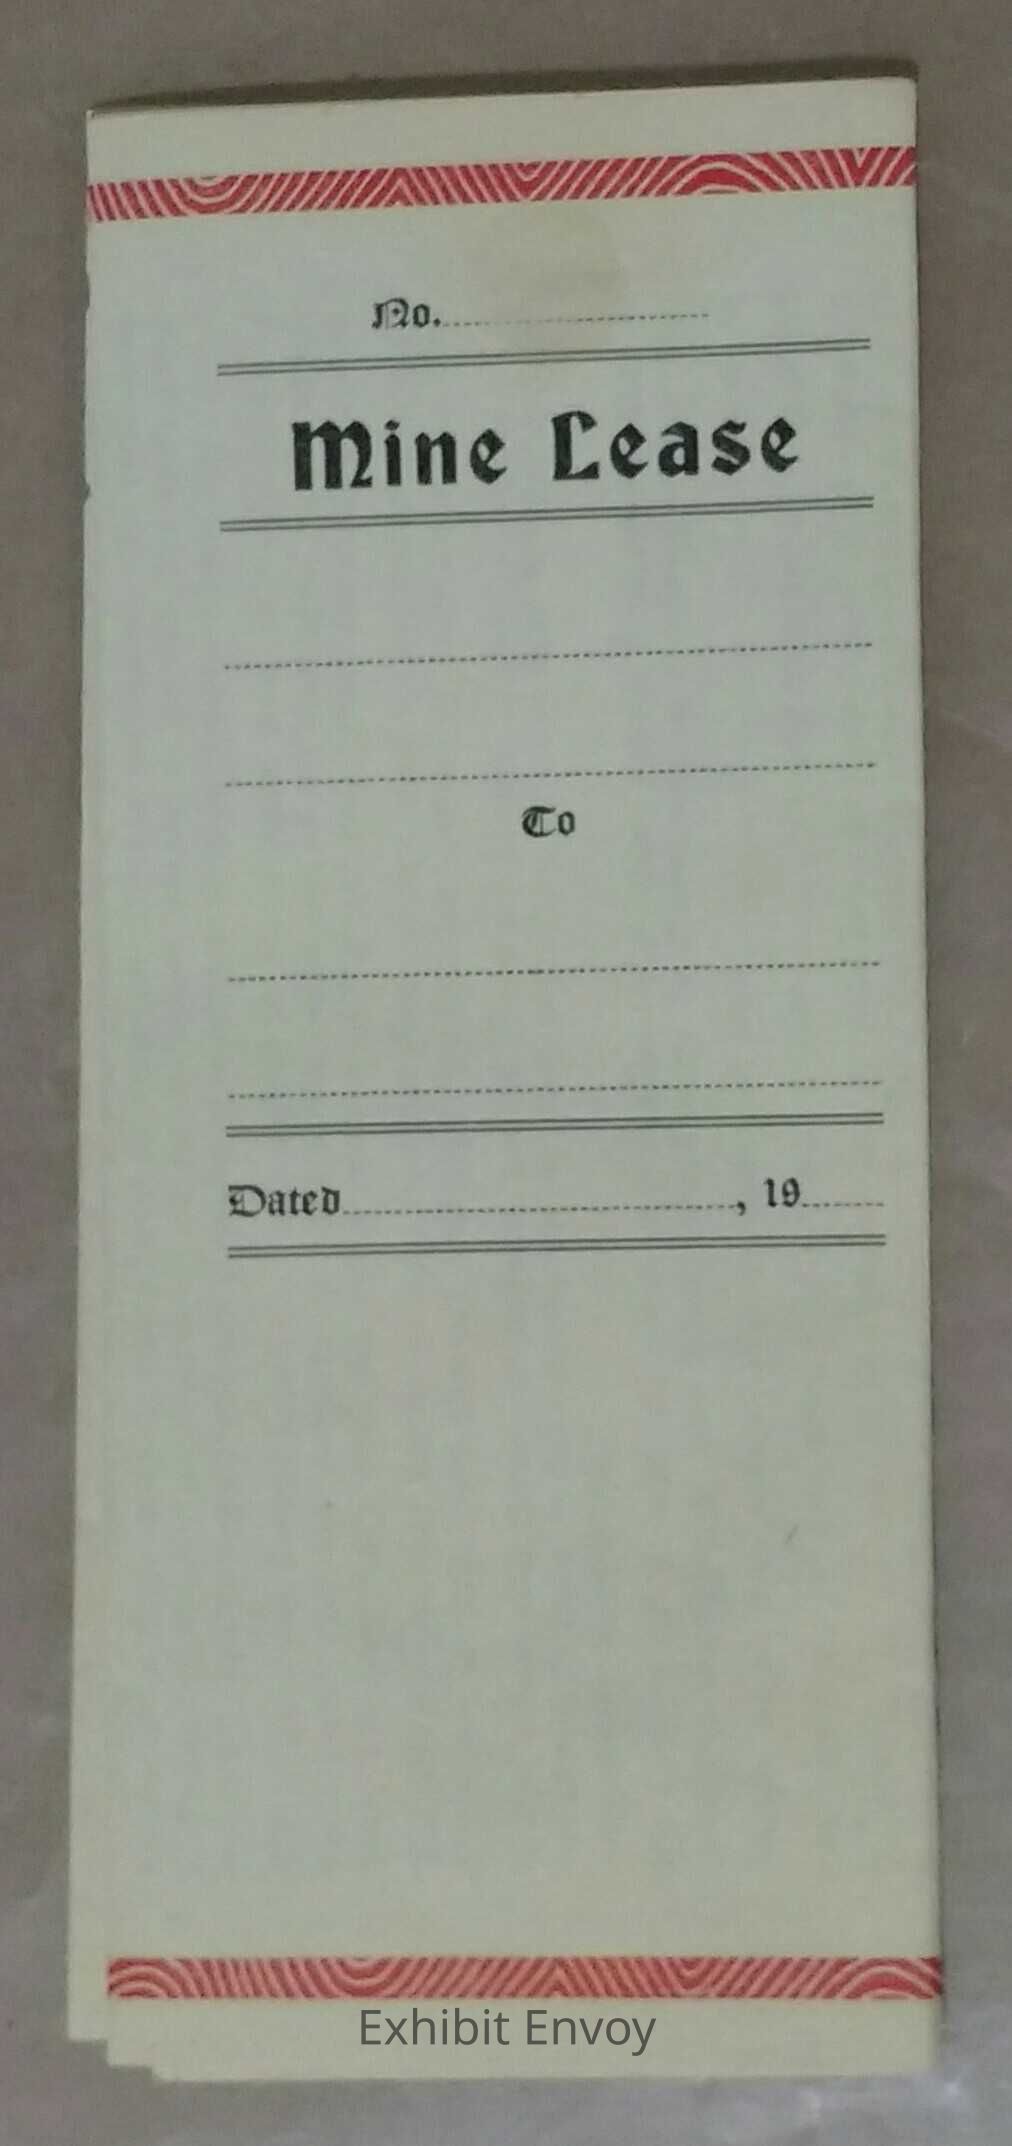 No.
Mine Lease
To
Dated, 19
Exhibit Envoy